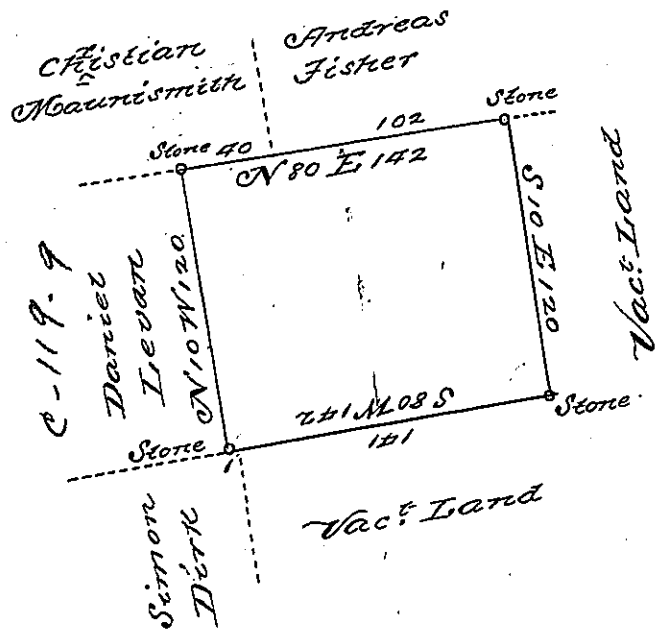 Christian
Maunismith
Andreas
Fisher
Stone
40
102
Stone
N 80 E 142
C-119-9
Daniel
Levan
N 10 W 120
S 10 E 120
Vac.t Land
S 80 W 142
141
Stone
Stone
1
Simon
Dirk
Vac.t Land